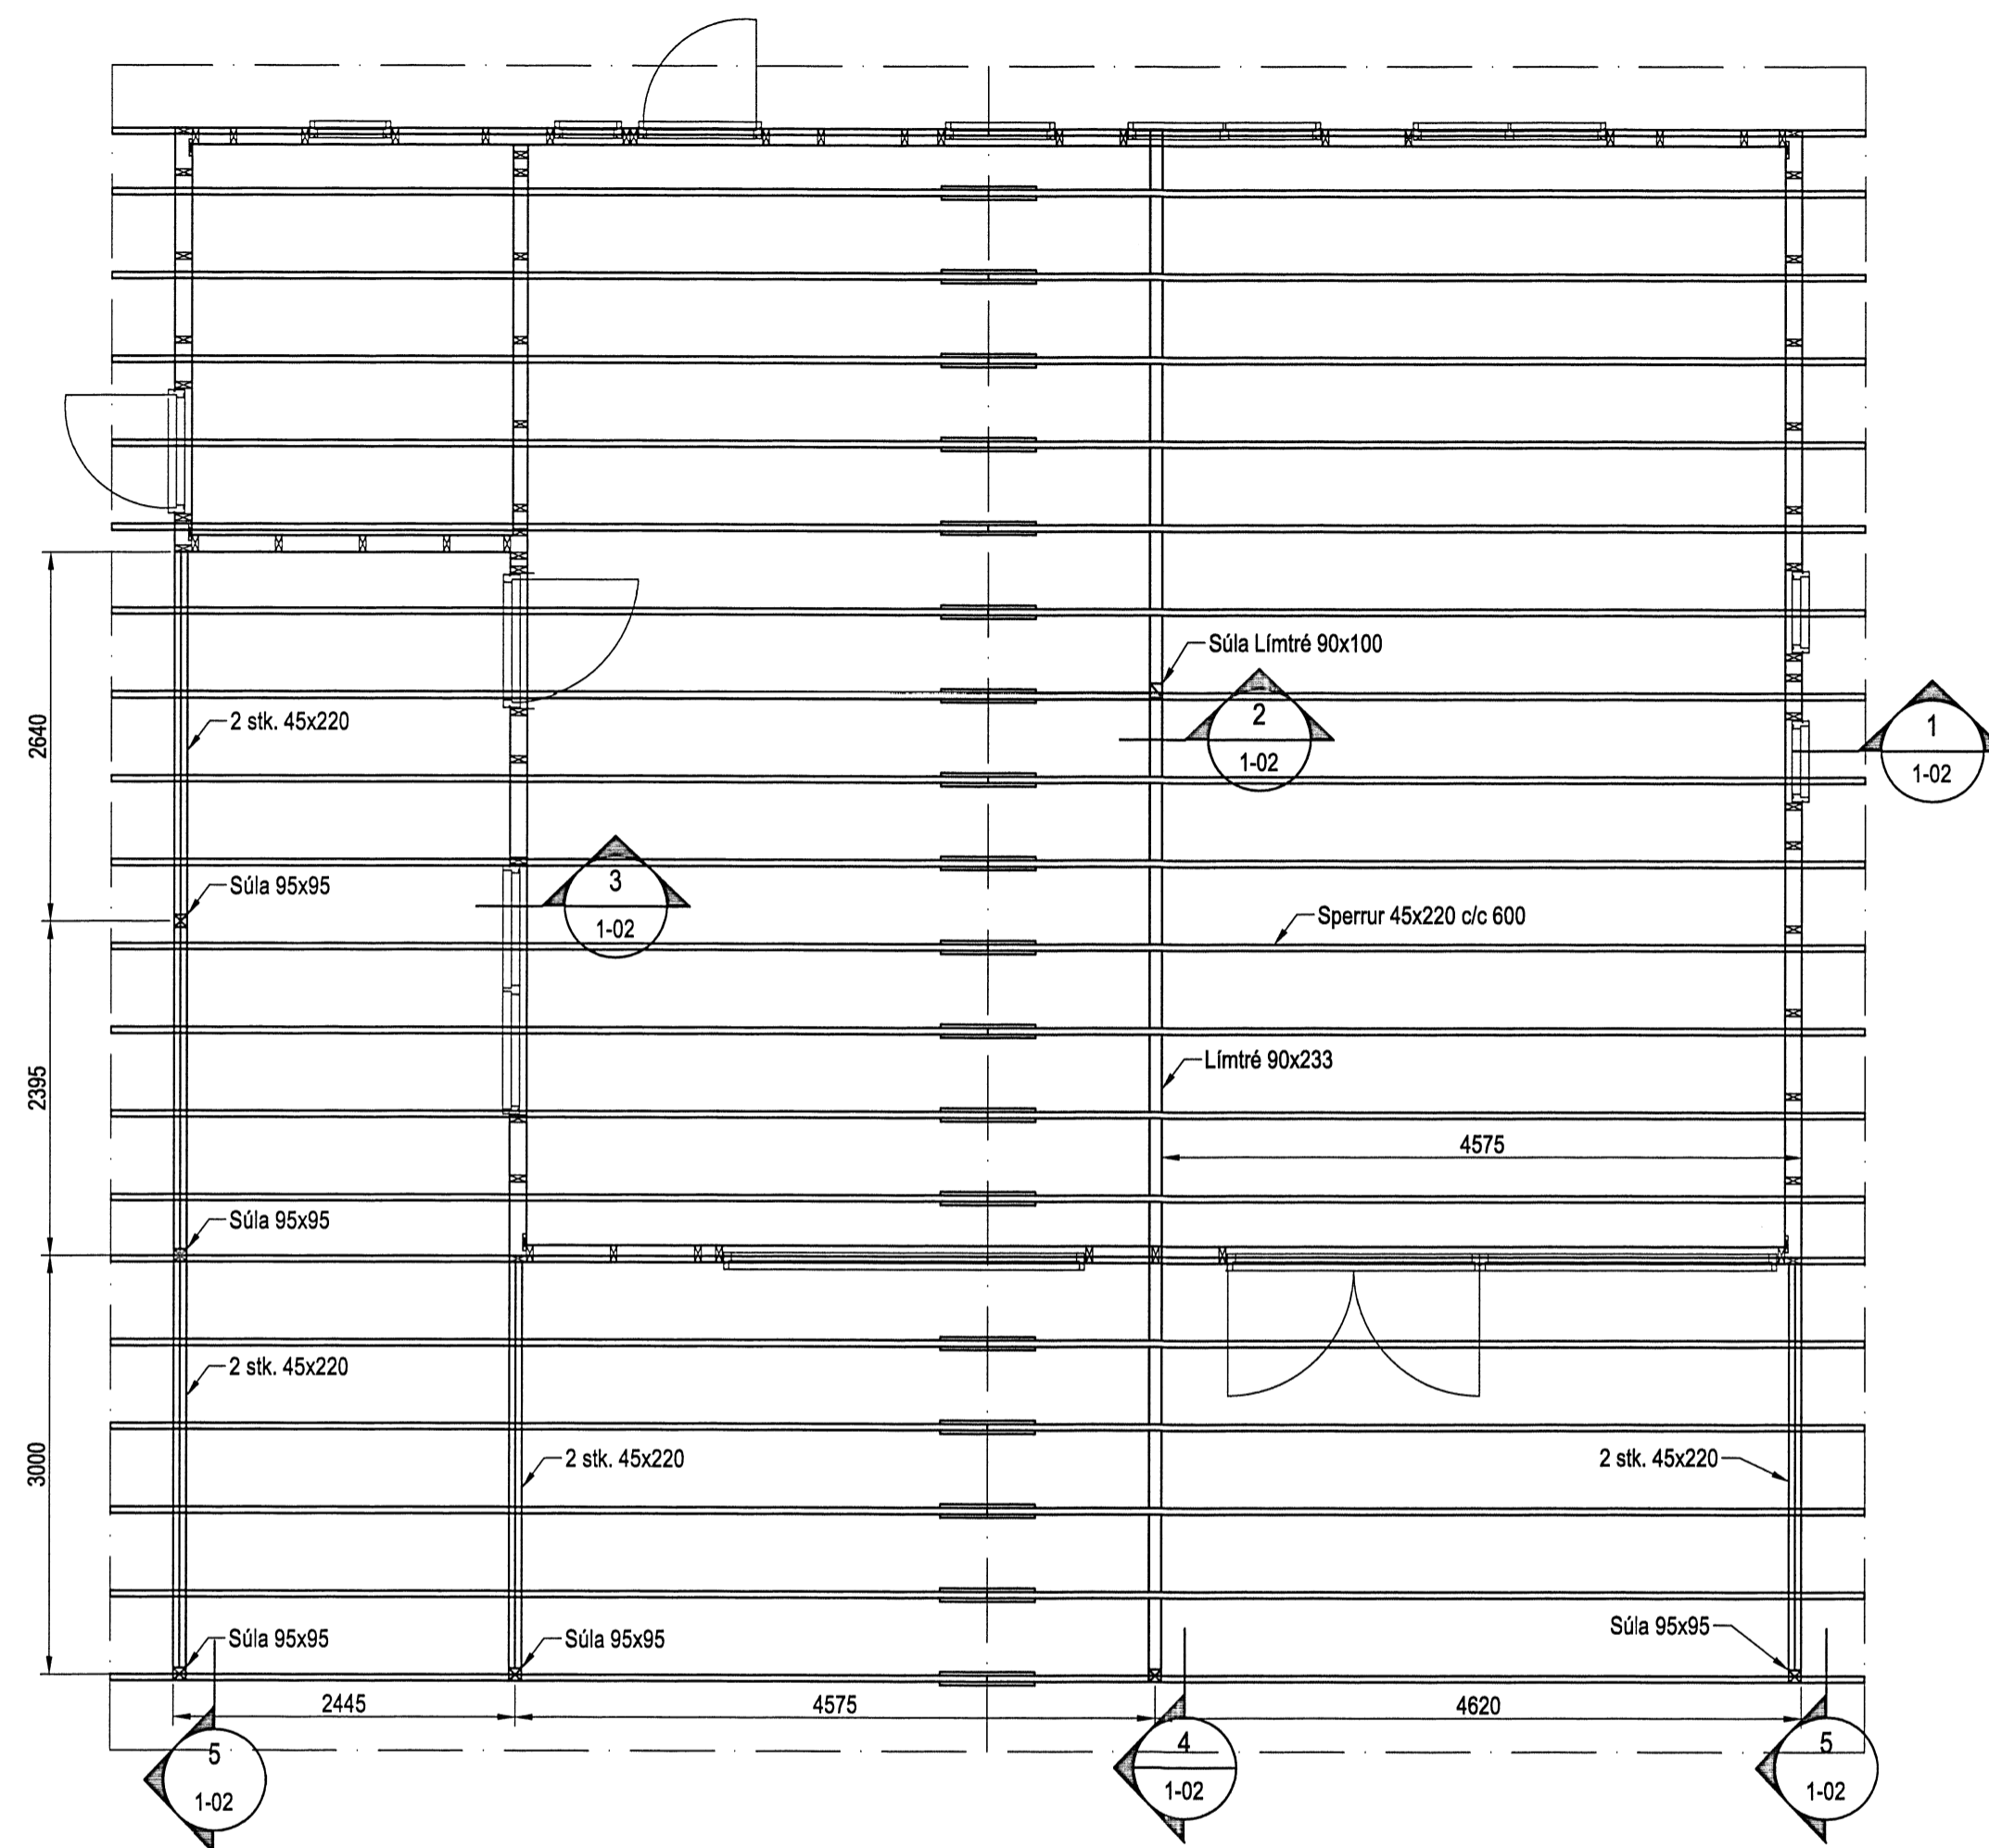 Súla Límtré 90x100
2
1-02
1
1-02
2640
2 stk. 45x220
3
1-02
Súla 95x95
Sperrur 45x220 c/c 600
2395
Límtré 90x233
4575
Súla 95x95
3000
2 stk. 45x220
2 stk. 45x220
2 stk. 45x220
Súla 95x95
Súla 95x95
Súla 95x95
2445
4575
4620
5
1-02
4
1-02
5
1-02